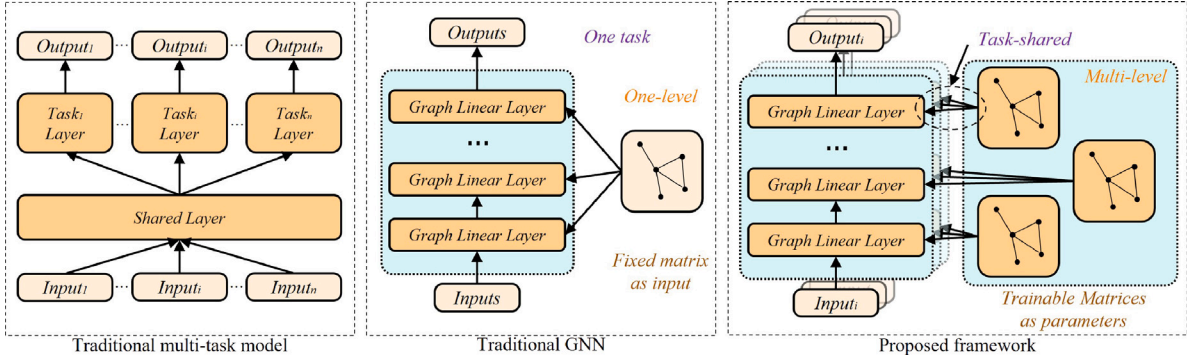 Output1 Outputi Outputn
Task1 Layer Taski Layer Taskn Layer
Shared Layer
Input1 Inputi Inputn
Traditional multi-task model
Outputs
One task
Graph Linear Layer
One-level
...
Graph Linear Layer
Graph Linear Layer
Fixed matrix
as input
Inputs
Traditional GNN
Outputi
Task-shared
Multi-level
Graph Linear Layer
...
Graph Linear Layer
Graph Linear Layer
Trainable Matrices
as parameters
Inputi
Proposed framework